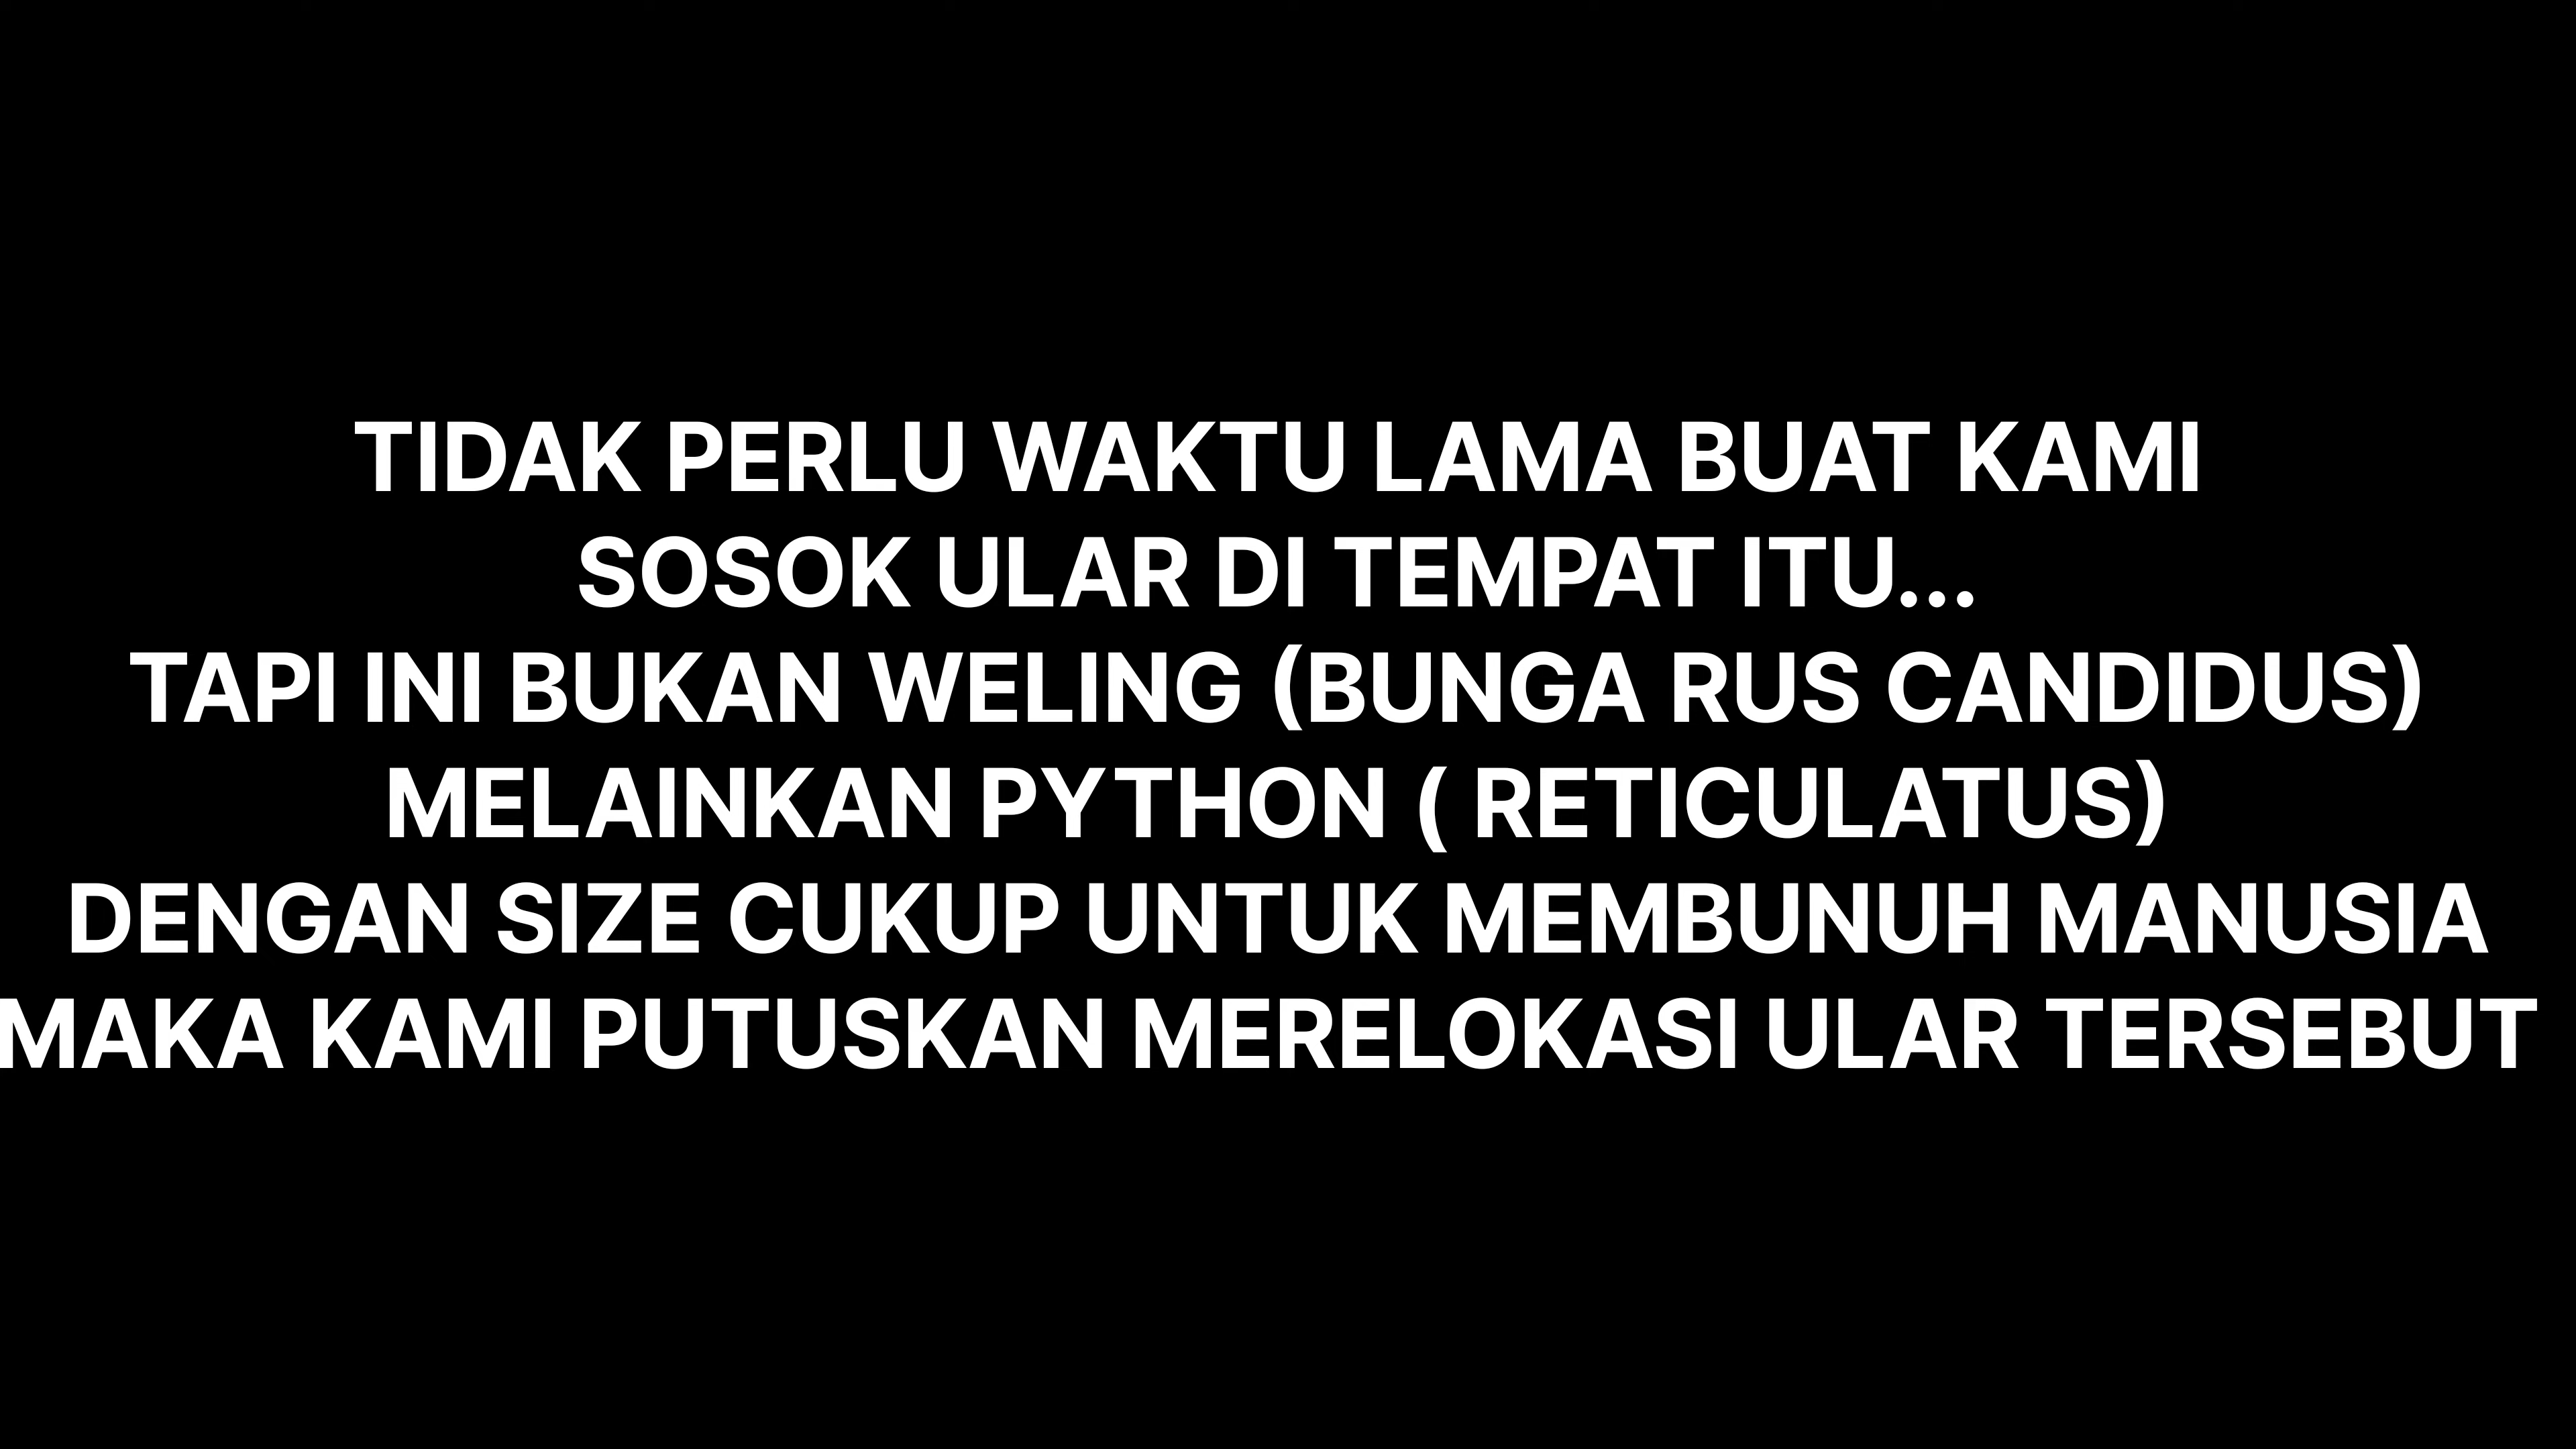 TIDAK PERLU WAKTU LAMA BUAT KAMI
SOSOK ULAR DI TEMPAT ITU...
TAPI INI BUKAN WELING (BUNGA RUS CANDIDUS)
MELAINKAN PYTHON ( RETICULATUS)
DENGAN SIZE CUKUP UNTUK MEMBUNUH MANUSIA
MAKA KAMI PUTUSKAN MERELOKASI ULAR TERSEBUT